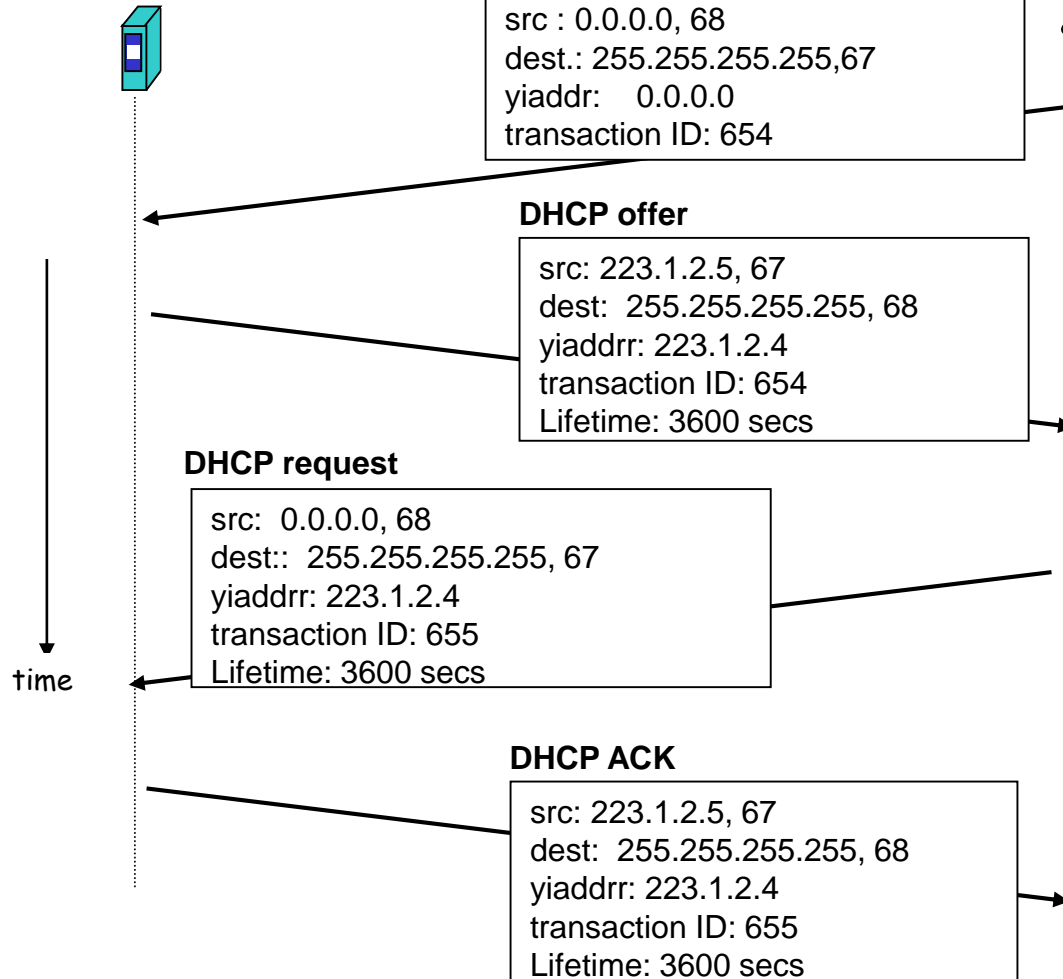 src : 0.0.0.0, 68
dest.: 255.255.255.255,67
yiaddr: 0.0.0.0
transaction ID: 654
DHCP offer
src: 223.1.2.5, 67
dest: 255.255.255.255, 68
yiaddrr: 223.1.2.4
transaction ID: 654
Lifetime: 3600 secs
DHCP request
src: 0.0.0.0, 68
dest:: 255.255.255.255, 67
yiaddrr: 223.1.2.4
transaction ID: 655
Lifetime: 3600 secs
time
DHCP ACK
src: 223.1.2.5, 67
dest: 255.255.255.255, 68
yiaddrr: 223.1.2.4
transaction ID: 655
Lifetime: 3600 secs